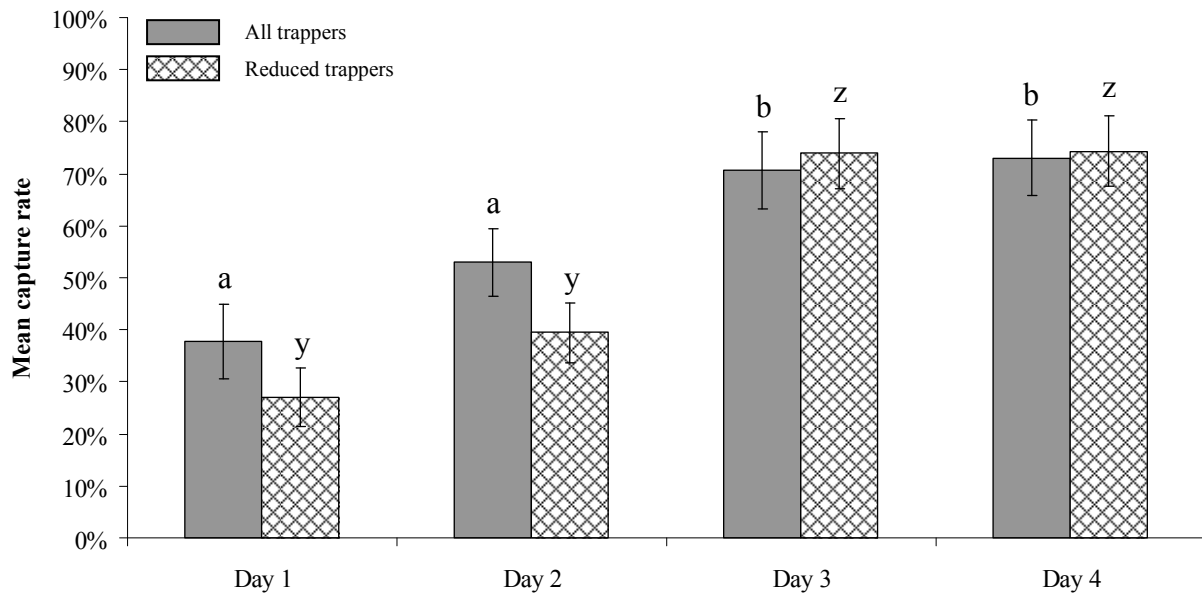 100%
90%
80%
70%
60%
50%
40%
30%
20%
10%
0%
Mean capture rate
All trappers
Reduced trappers
a
y
a
y
b
z
b
z
Day 1
Day 2
Day 3
Day 4